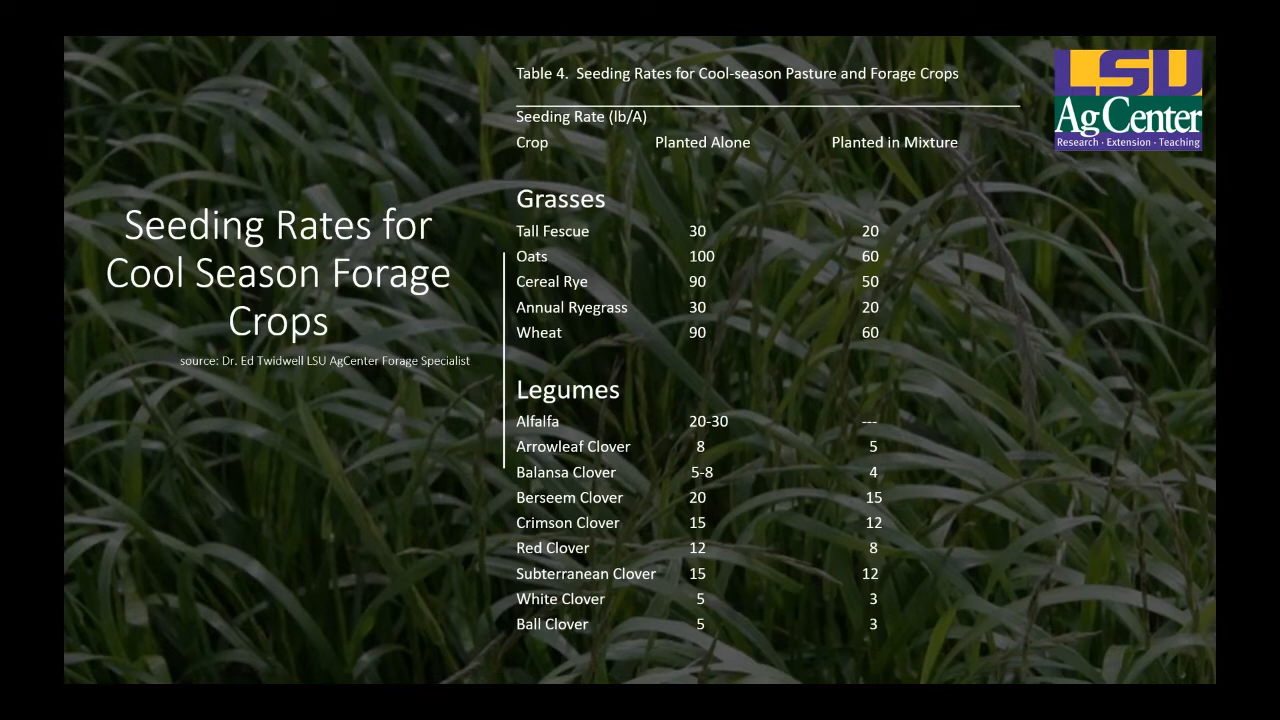 Seeding Rates for
Cool Season Forage
Crops
source: Dr. Ed Twidwell LSU AgCenter Forage Specialist
Table 4. Seeding Rates for Cool-season Pasture and Forage Crops
Seeding Rate (lb/A)
Crop Planted Alone Planted in Mixture
Grasses
Tall Fescue 30 20
Oats 100 60
Cereal Rye 90 50
Annual Ryegrass 30 20
Wheat 90 60
Legumes
Alfalfa 20-30 ---
Arrowleaf Clover 8 5
Balansa Clover 5-8 4
Berseem Clover 20 15
Crimson Clover 15 12
Red Clover 12 8
Subterranean Clover 15 12
White Clover 5 3
Ball Clover 5 3
LSU
AgCenter
Research · Extension · Teaching